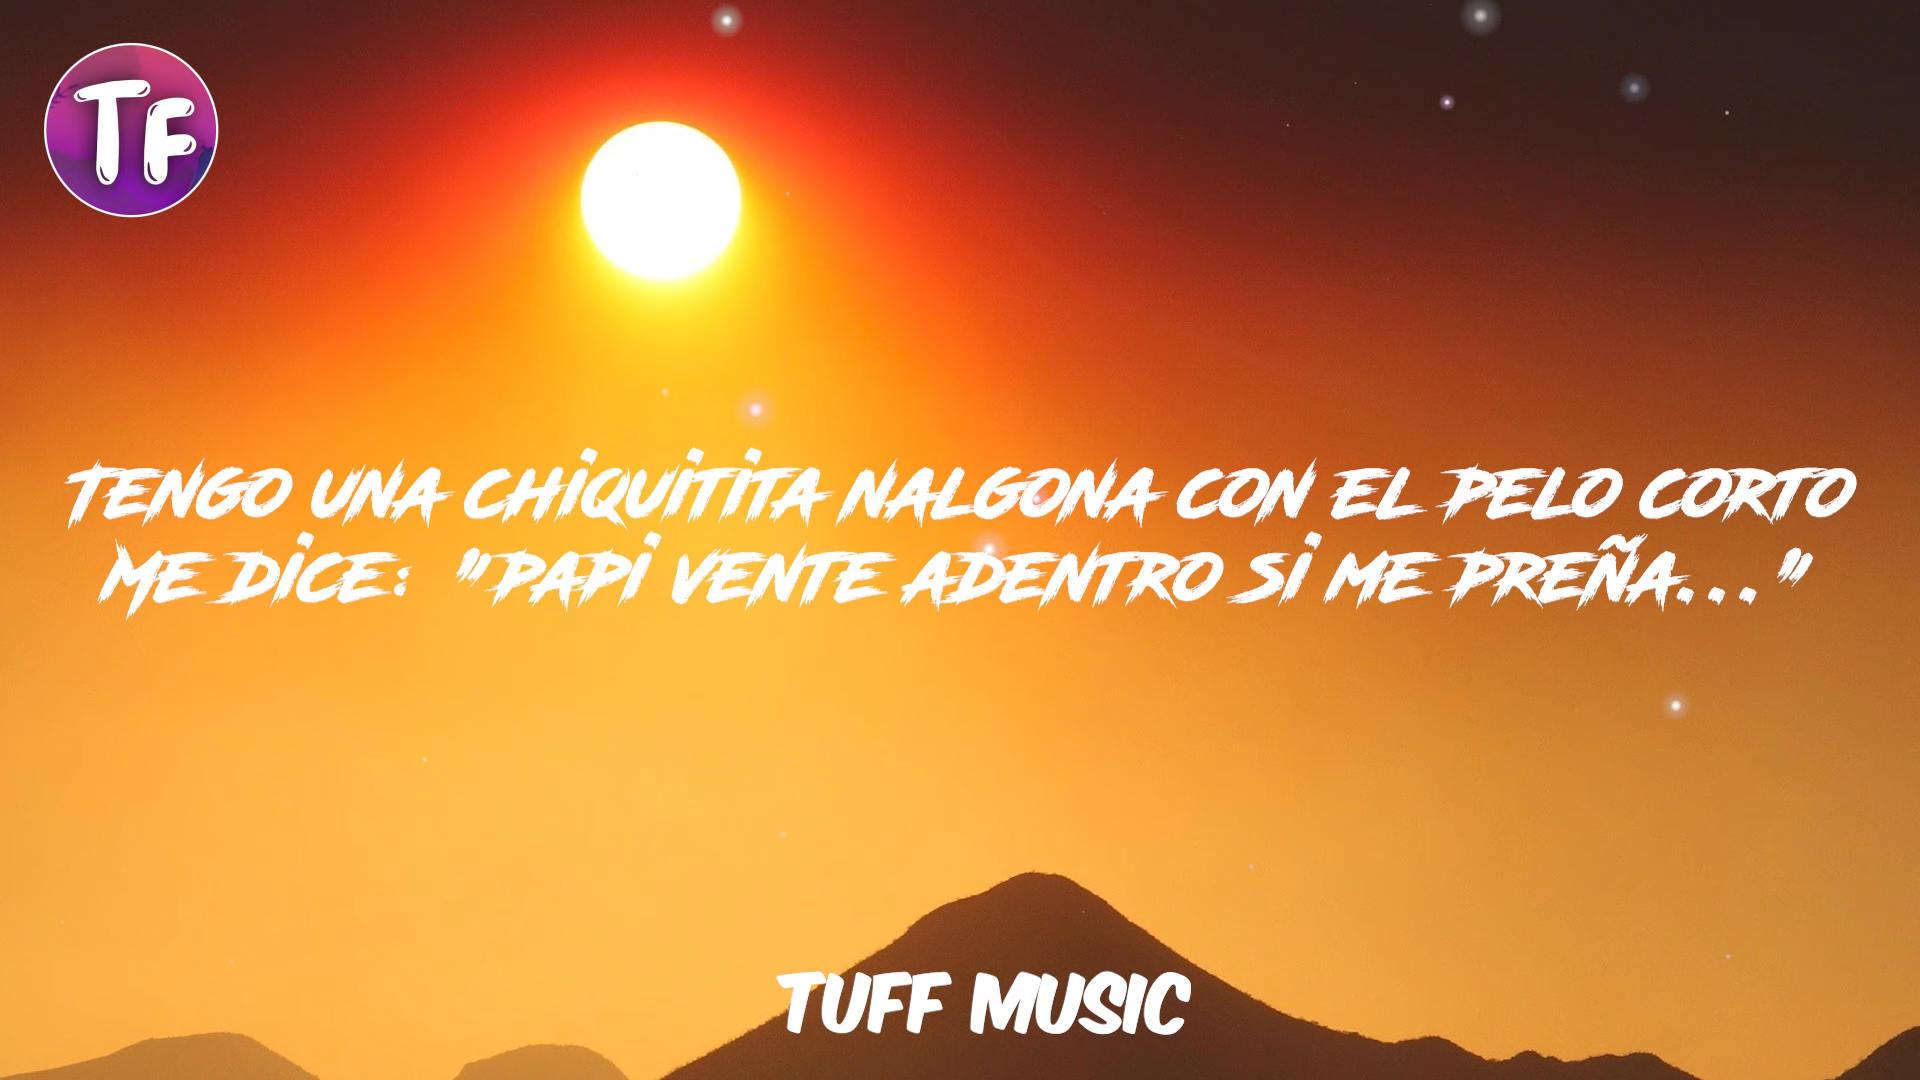 TF
TENGO UNA CHIQUITITA NALGONA CON EL PELO CORTO
ME DICE: "PAPI VENTE ADENTRO SI ME PREÑA..."
TUFF MUSIC